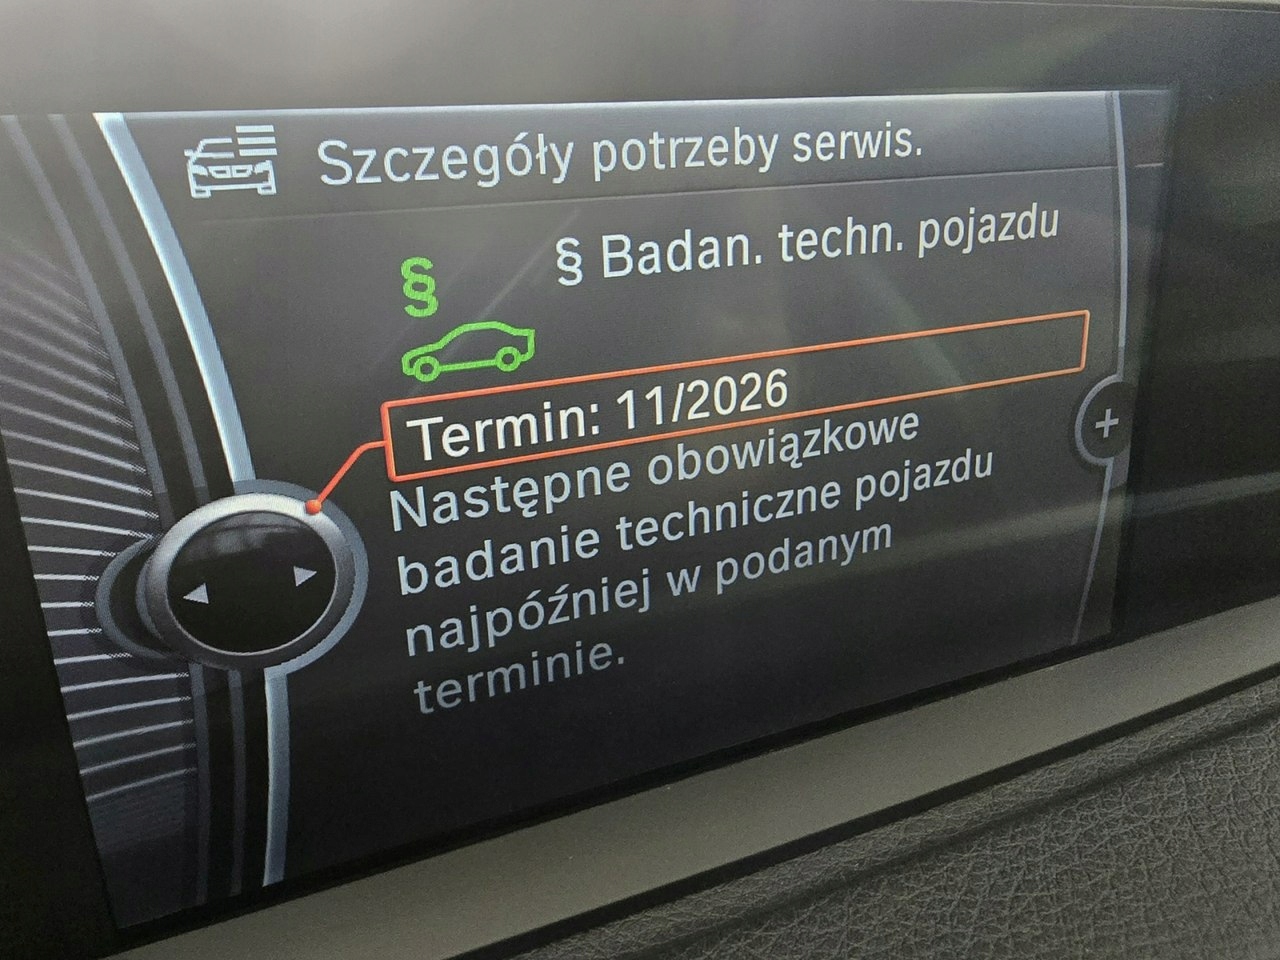 Szczegóły potrzeby serwis.
§ Badan. techn. pojazdu
§
Termin: 11/2026
Następne obowiązkowe
badanie techniczne pojazdu
najpóźniej w podanym
terminie.
+